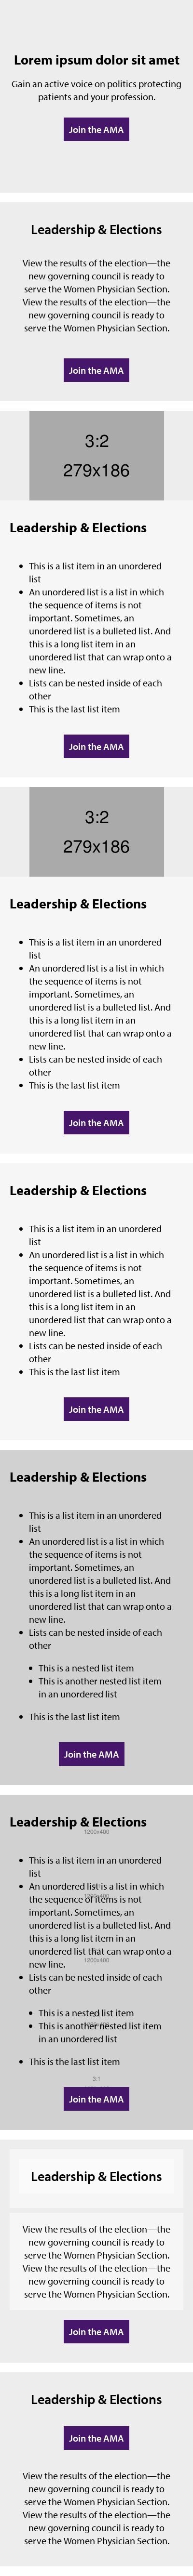 Lorem ipsum dolor sit amet
Gain an active voice on politics protecting
patients and your profession.
Join the AMA
Leadership & Elections
View the results of the election—the
new governing council is ready to
serve the Women Physician Section.
View the results of the election—the
new governing council is ready to
serve the Women Physician Section.
Join the AMA
3:2
279x186
Leadership & Elections
This is a list item in an unordered
list
An unordered list is a list in which
the sequence of items is not
important. Sometimes, an
unordered list is a bulleted list. And
this is a long list item in an
unordered list that can wrap onto a
new line.
Lists can be nested inside of each
other
This is the last list item
Join the AMA
3:2
279x186
Leadership & Elections
This is a list item in an unordered
list
An unordered list is a list in which
the sequence of items is not
important. Sometimes, an
unordered list is a bulleted list. And
this is a long list item in an
unordered list that can wrap onto a
new line.
Lists can be nested inside of each
other
This is the last list item
Join the AMA
Leadership & Elections
This is a list item in an unordered
list
An unordered list is a list in which
the sequence of items is not
important. Sometimes, an
unordered list is a bulleted list. And
this is a long list item in an
unordered list that can wrap onto a
new line.
Lists can be nested inside of each
other
This is the last list item
Join the AMA
Leadership & Elections
This is a list item in an unordered
list
An unordered list is a list in which
the sequence of items is not
important. Sometimes, an
unordered list is a bulleted list. And
this is a long list item in an
unordered list that can wrap onto a
new line.
Lists can be nested inside of each
other
This is a nested list item
This is another nested list item
in an unordered list
This is the last list item
Join the AMA
Leadership & Elections
1200x400
This is a list item in an unordered
list
An unordered list is a list in which
1200x400
the sequence of items is not
important. Sometimes, an
unordered list is a bulleted list. And
this is a long list item in an
unordered list that can wrap onto a
1200x400
new line.
Lists can be nested inside of each
other
This is a nested list item
This is another nested list item
in an unordered list
This is the last list item
3:1
Join the AMA
Leadership & Elections
View the results of the election—the
new governing council is ready to
serve the Women Physician Section.
View the results of the election—the
new governing council is ready to
serve the Women Physician Section.
Join the AMA
Leadership & Elections
Join the AMA
View the results of the election—the
new governing council is ready to
serve the Women Physician Section.
View the results of the election—the
new governing council is ready to
serve the Women Physician Section.